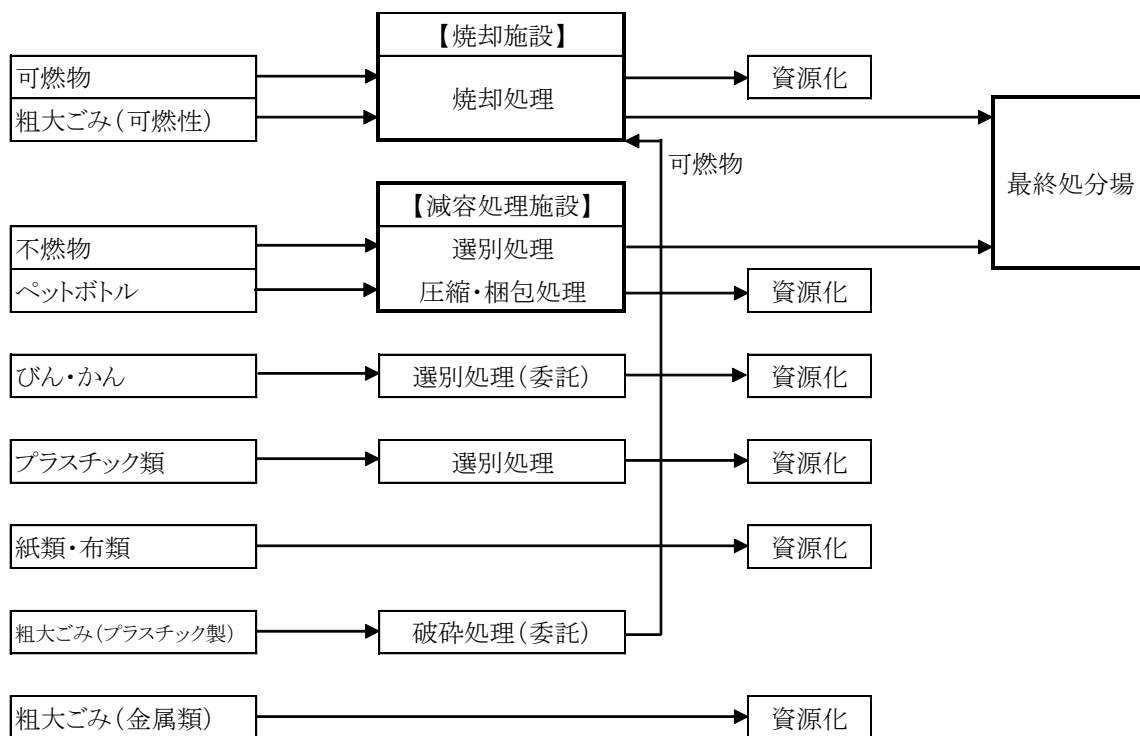 【焼却施設】
可燃物
焼却処理
資源化
粗大ごみ（可燃性）
最終処分場
可燃物
【減容処理施設】
不燃物
選別処理
ペットボトル
圧縮・梱包処理
資源化
びん・かん
選別処理（委託）
資源化
プラスチック類
選別処理
資源化
紙類・布類
資源化
粗大ごみ（プラスチック製）
破砕処理（委託）
粗大ごみ（金属類）
資源化